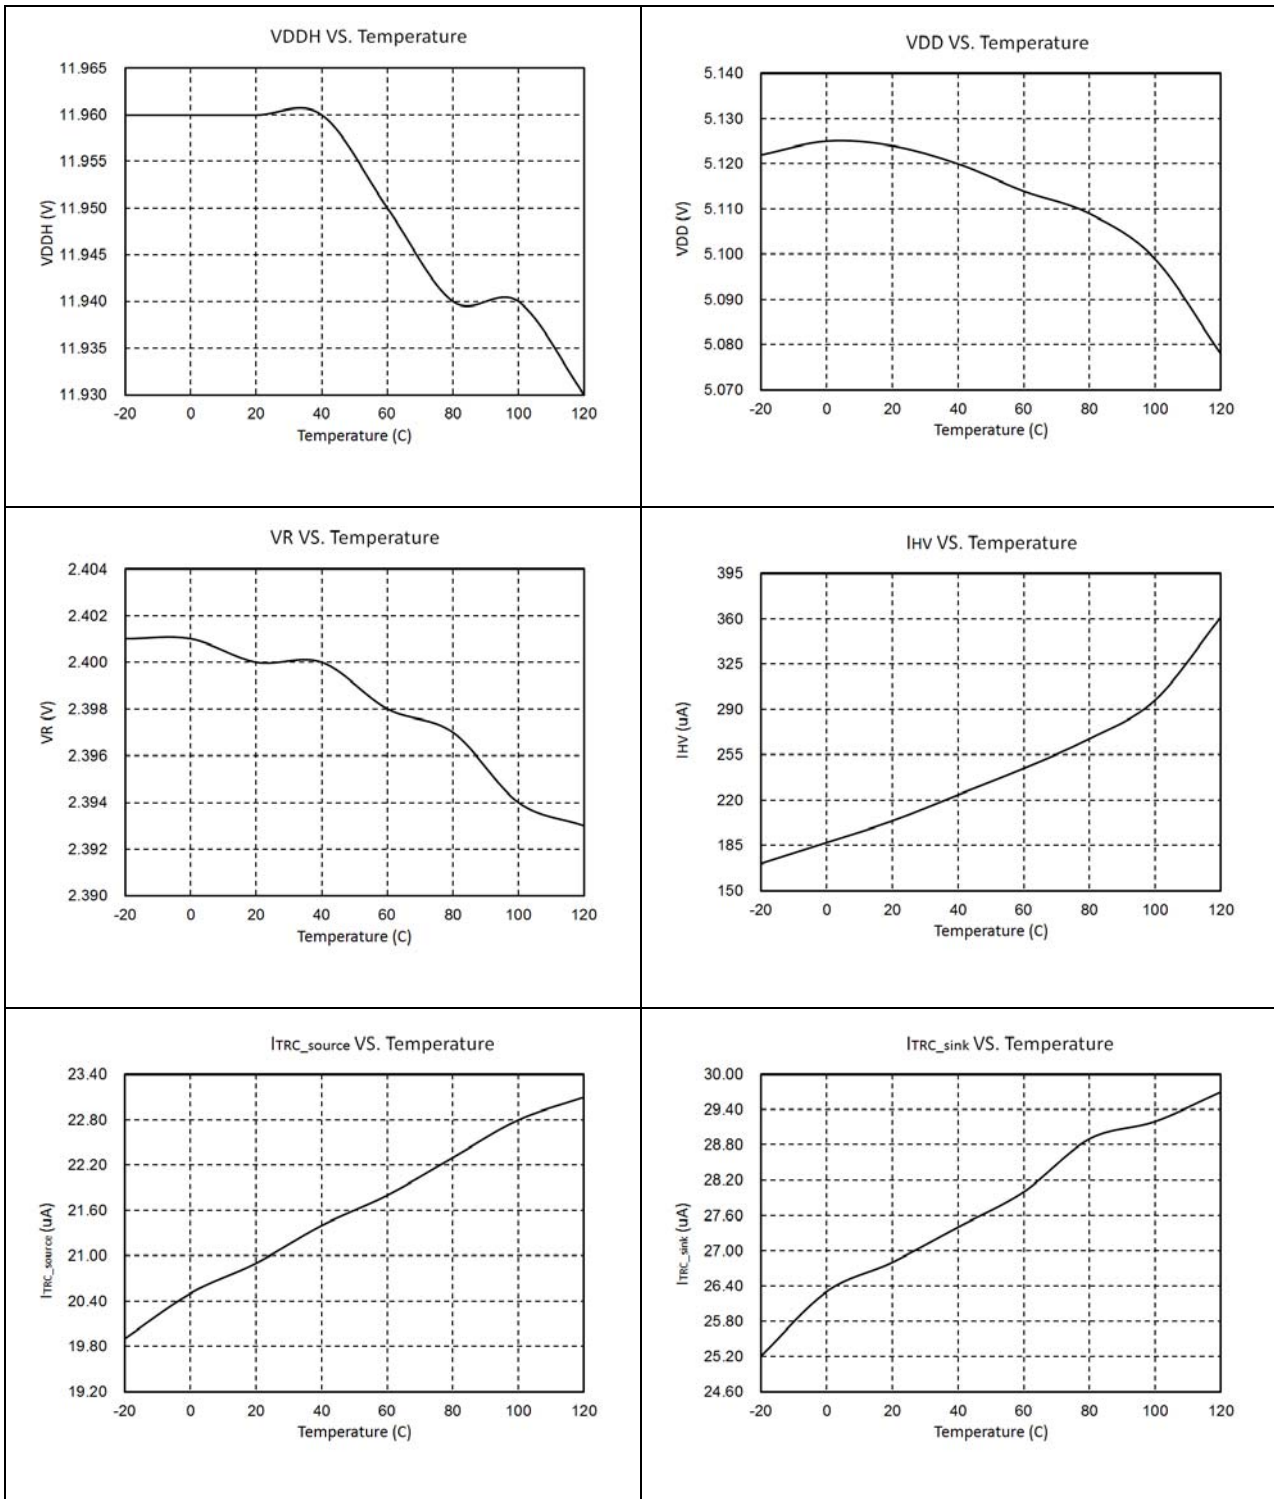 VDDH VS. Temperature
11.965
11.960
11.955
11.950
11.945
11.940
11.935
11.930
VDDH (V)
-20 0 20 40 60 80 100 120
Temperature (C)
VDD VS. Temperature
5.140
5.130
5.120
5.110
5.100
5.090
5.080
5.070
VDD (V)
-20 0 20 40 60 80 100 120
Temperature (C)
VR VS. Temperature
2.404
2.402
2.400
2.398
2.396
2.394
2.392
2.390
VR (V)
-20 0 20 40 60 80 100 120
Temperature (C)
IHV VS. Temperature
395
360
325
290
255
220
185
150
IHV (uA)
-20 0 20 40 60 80 100 120
Temperature (C)
ITRC_source VS. Temperature
23.40
22.80
22.20
21.60
21.00
20.40
19.80
19.20
ITRC_source (uA)
-20 0 20 40 60 80 100 120
Temperature (C)
ITRC_sink VS. Temperature
30.00
29.40
28.80
28.20
27.60
27.00
26.40
25.80
25.20
24.60
ITRC_sink (uA)
-20 0 20 40 60 80 100 120
Temperature (C)